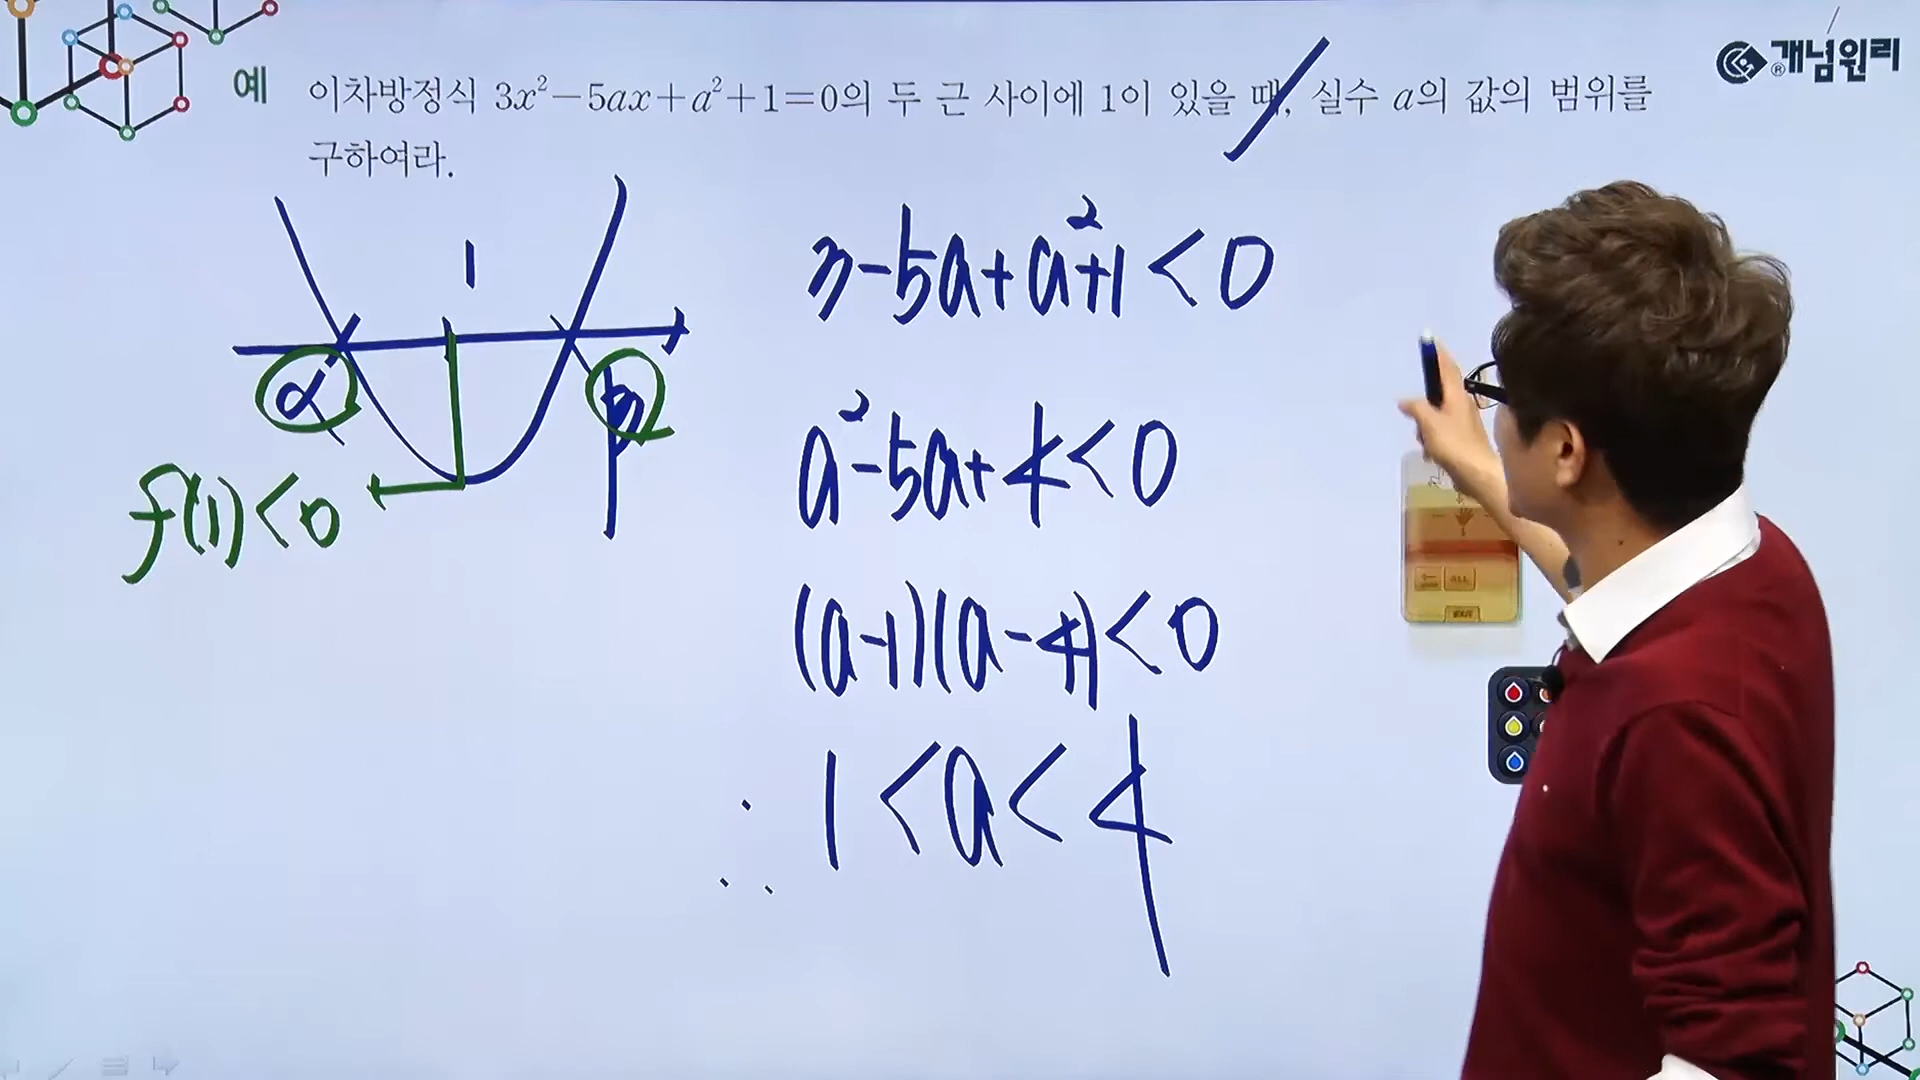 개념원리
예 이차방정식 3x²-5ax+a²+1=0의 두 근 사이에 1이 있을 때, 실수 a의 값의 범위를
구하여라.
1
α β
f(1)<0
3-5a+a²+1<0
a²-5a+4<0
(a-1)(a-4)<0
∴ 1<a<4
ALL